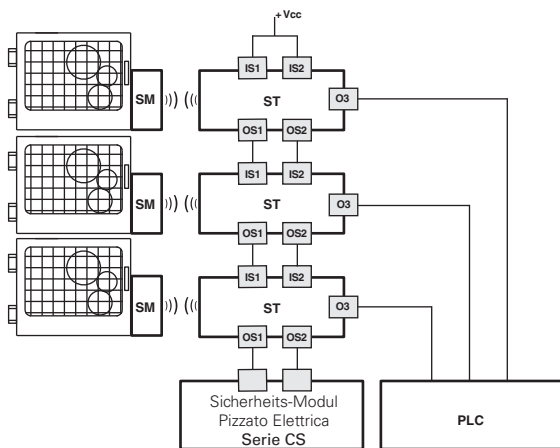 +Vcc
IS1 IS2
SM ST O3
OS1 OS2
IS1 IS2
SM ST O3
OS1 OS2
IS1 IS2
SM ST O3
OS1 OS2
Sicherheits-Modul
Pizzato Elettrica
Serie CS
PLC